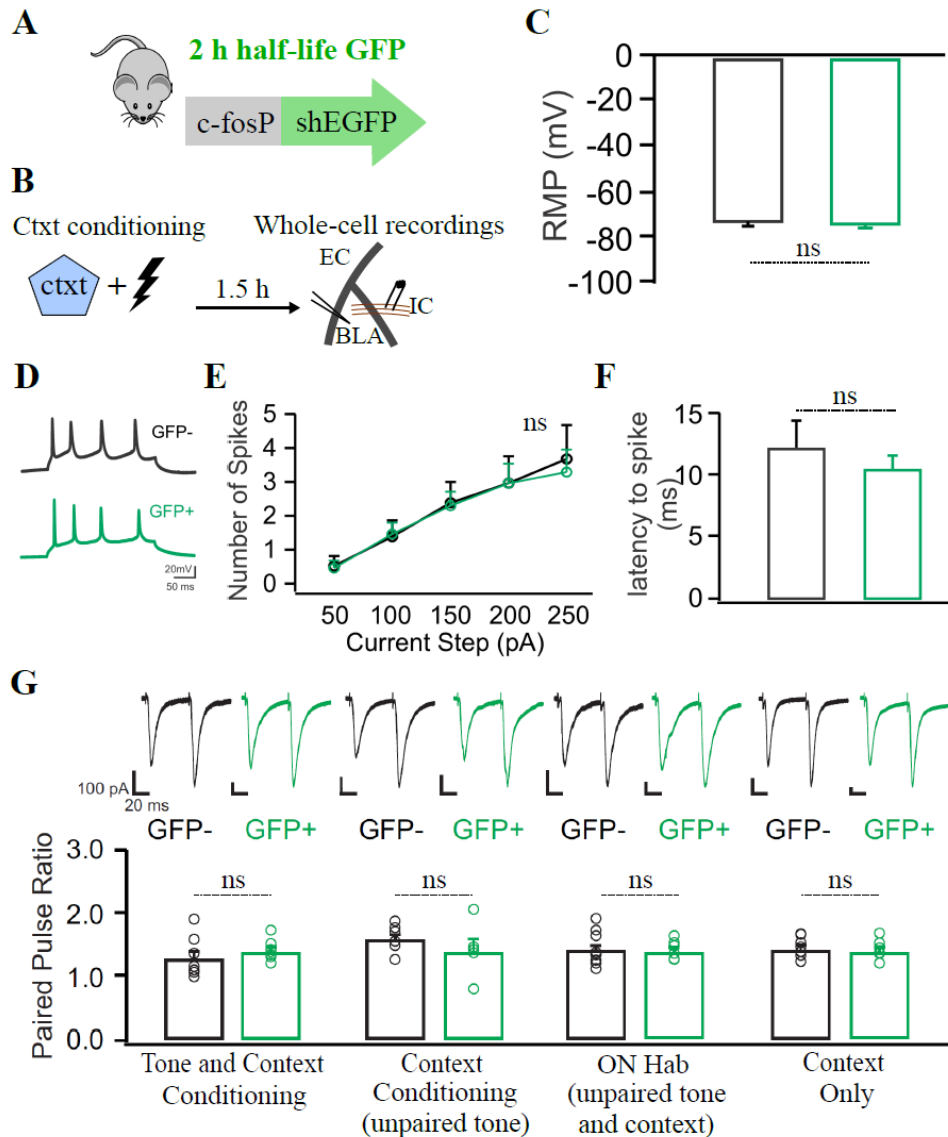 A
2 h half-life GFP
c-fosP shEGFP
B
Ctxt conditioning
ctxt
+
1.5 h
Whole-cell recordings
EC
IC
BLA
C
RMP (mV)
0
-20
-40
-60
-80
-100
ns
D
GFP-
GFP+
20mV
50 ms
E
Number of Spikes
5
4
3
2
1
0
ns
50 100 150 200 250
Current Step (pA)
F
latency to spike
(ms)
15
10
5
0
ns
G
100 pA
20 ms
GFP- GFP+ GFP- GFP+ GFP- GFP+ GFP- GFP+
Paired Pulse Ratio
3.0
2.0
1.0
0.0
ns ns ns ns
Tone and Context
Conditioning
Context
Conditioning
(unpaired tone)
ON Hab
(unpaired tone
and context)
Context
Only